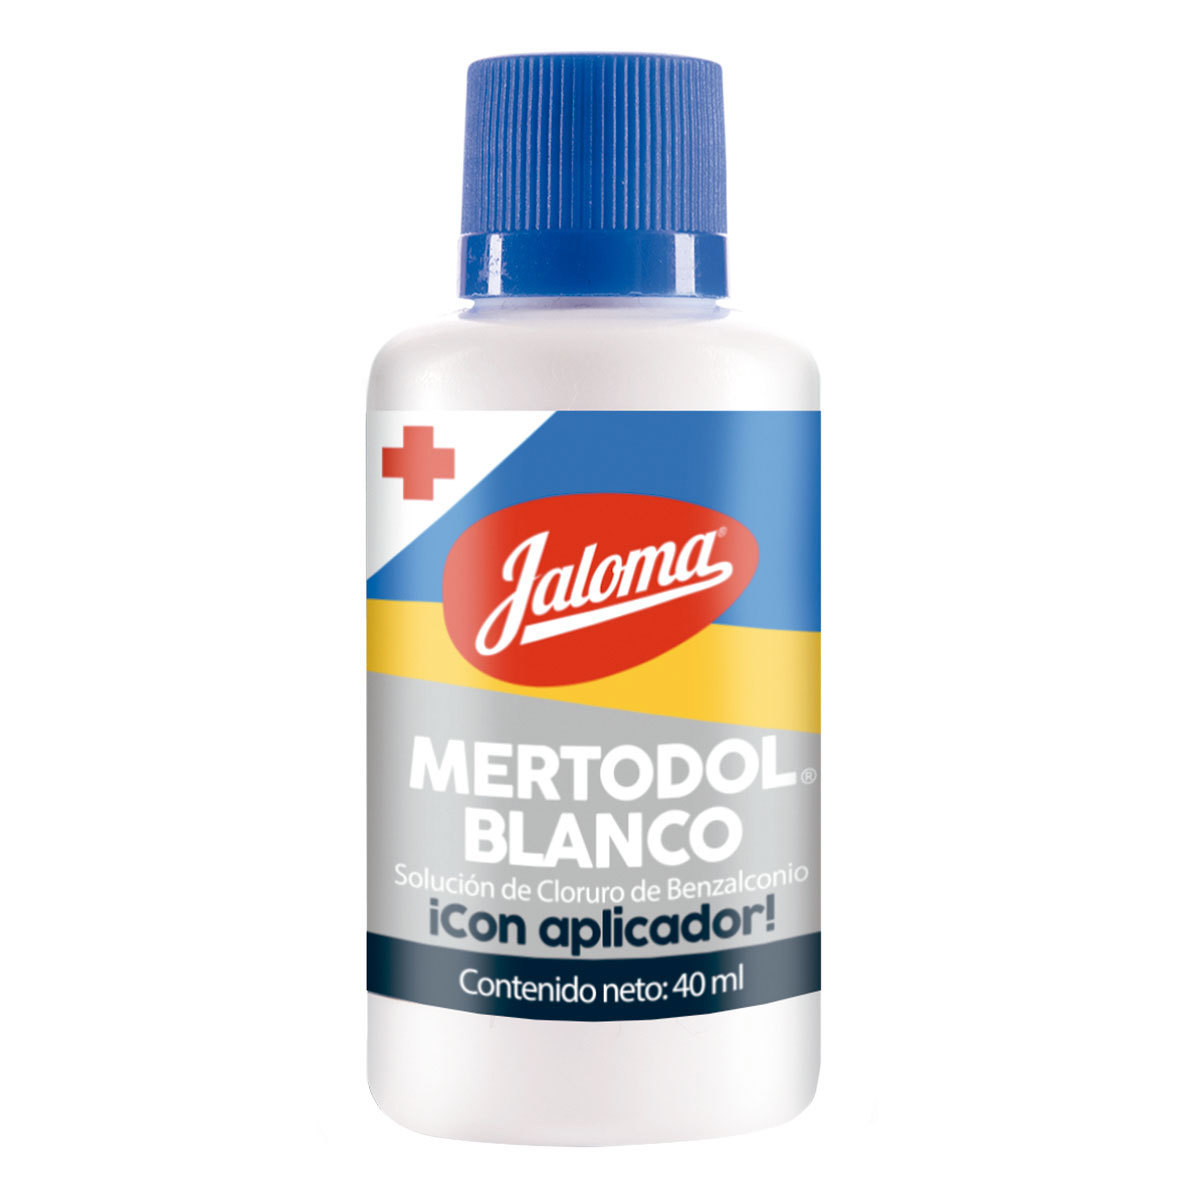 Jaloma®
MERTODOL®
BLANCO
Solución de Cloruro de Benzalconio
¡Con aplicador!
Contenido neto: 40 ml